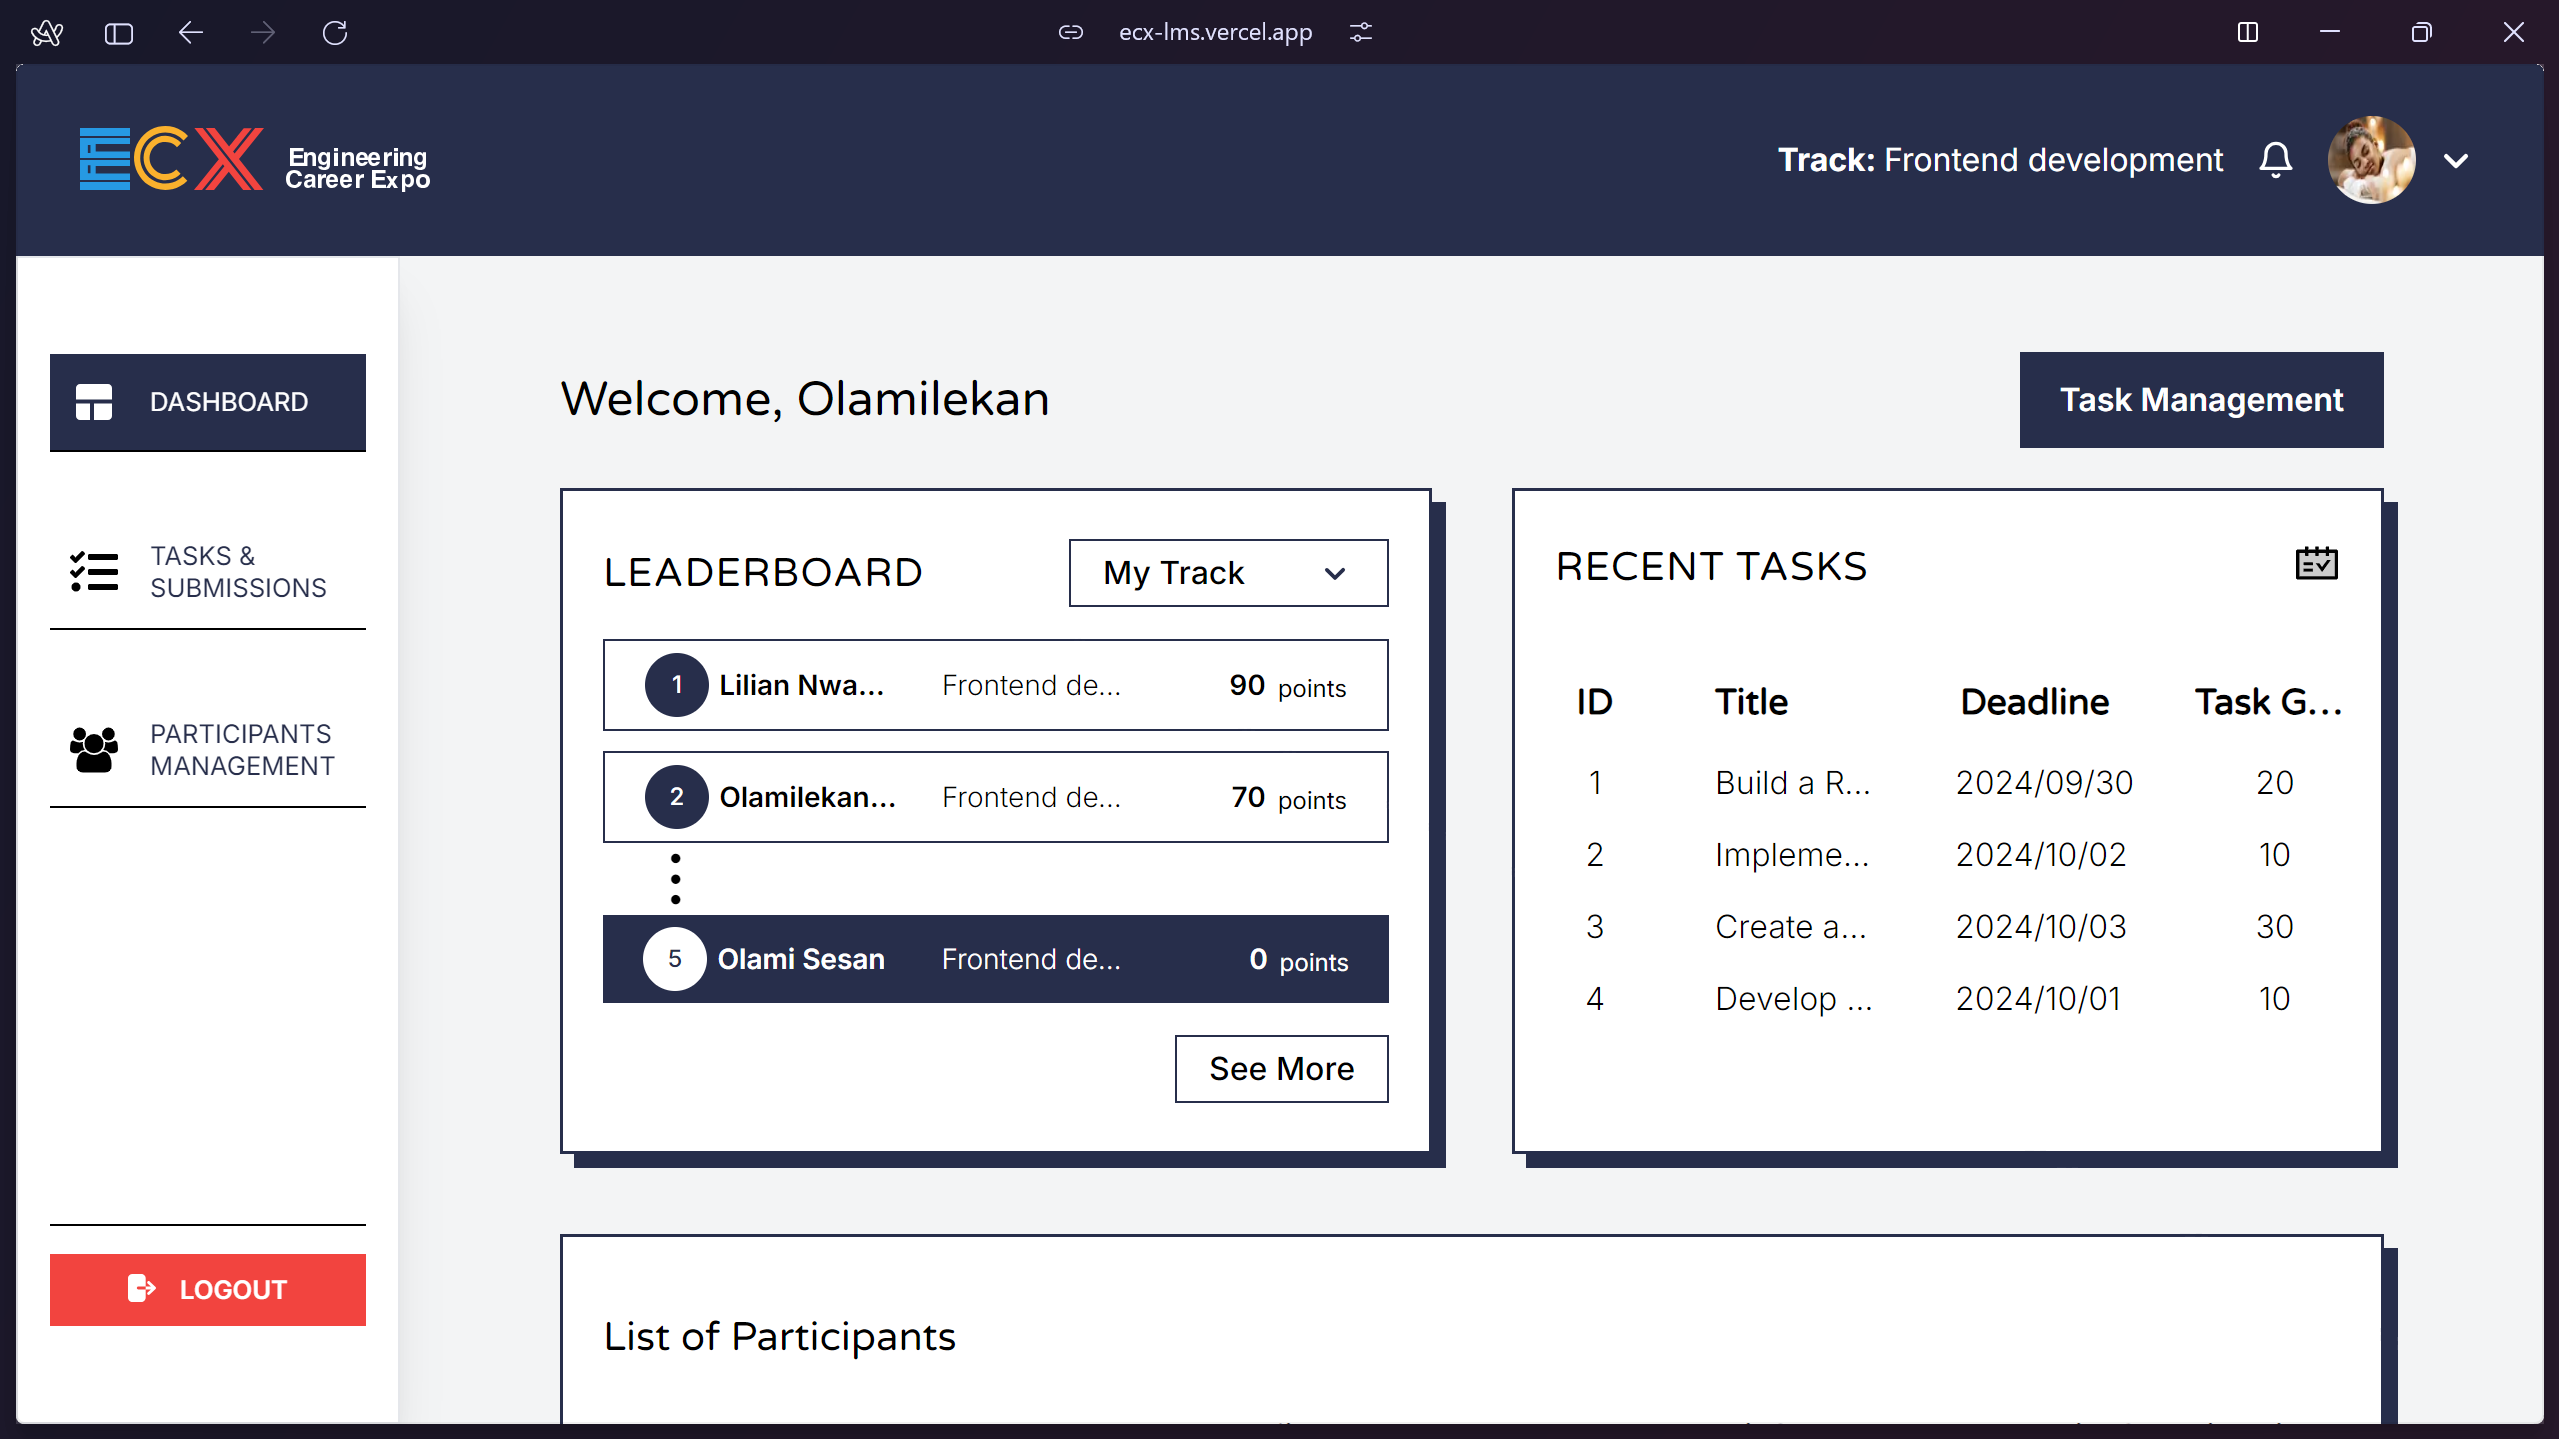 ecx-lms.vercel.app
ECX Engineering
Career Expo
Track: Frontend development
DASHBOARD
TASKS &
SUBMISSIONS
PARTICIPANTS
MANAGEMENT
LOGOUT
Welcome, Olamilekan
Task Management
LEADERBOARD
My Track
1 Lilian Nwa... Frontend de... 90 points
2 Olamilekan... Frontend de... 70 points
5 Olami Sesan Frontend de... 0 points
See More
RECENT TASKS
ID Title Deadline Task G...
1 Build a R... 2024/09/30 20
2 Impleme... 2024/10/02 10
3 Create a... 2024/10/03 30
4 Develop ... 2024/10/01 10
List of Participants